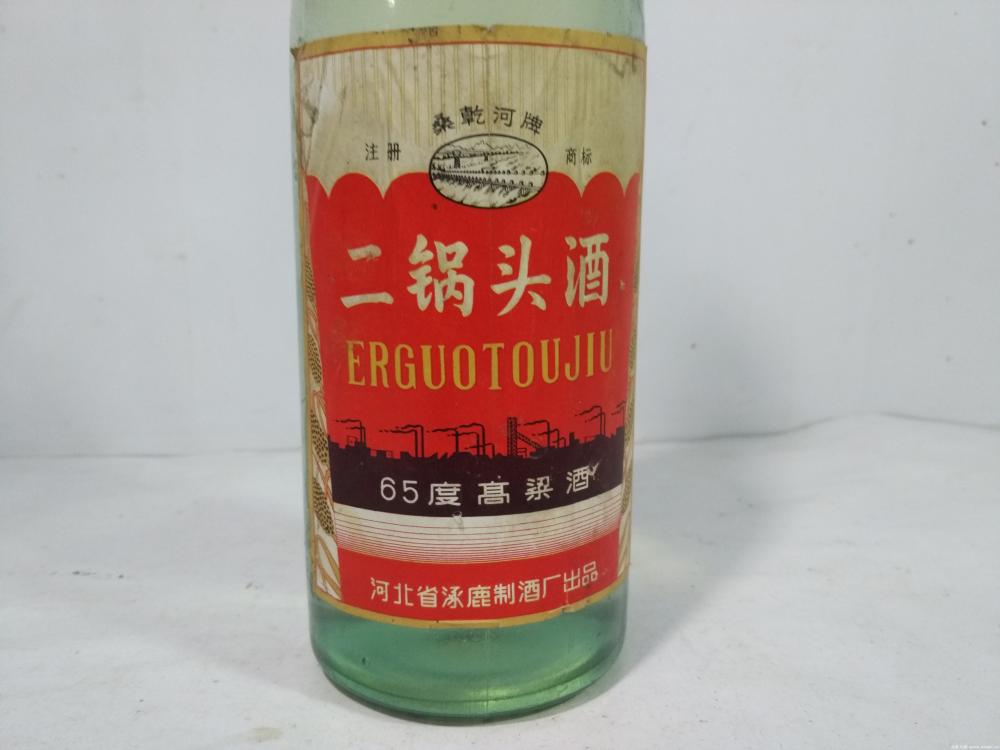 桑乾河牌
注册 商标
二锅头酒
ERGUOTOUJIU
65度高粱酒
河北省涿鹿制酒厂出品